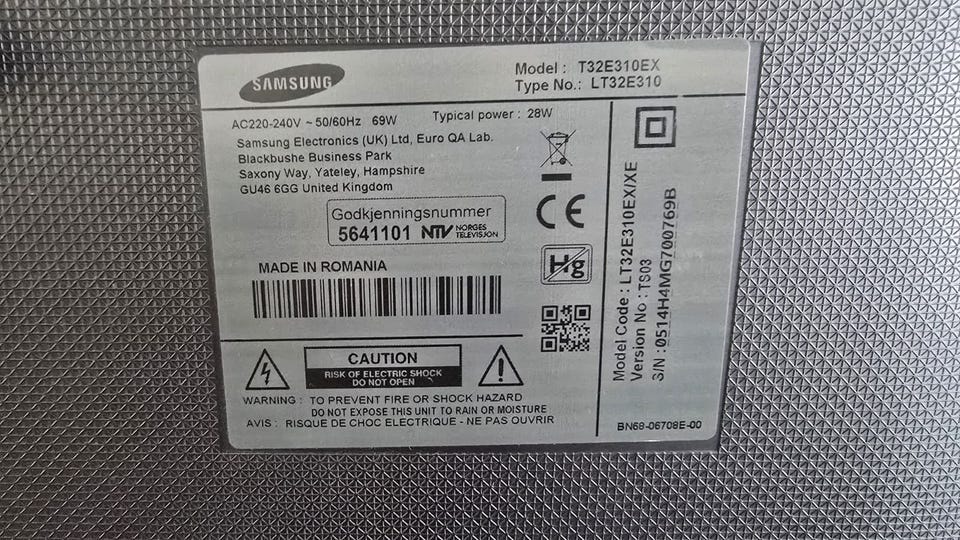 SAMSUNG
Model : T32E310EX
Type No.: LT32E310
AC220-240V ~ 50/60Hz 69W Typical power : 28W
Samsung Electronics (UK) Ltd, Euro QA Lab.
Blackbushe Business Park
Saxony Way, Yateley, Hampshire
GU46 6GG United Kingdom
Godkjenningsnummer
5641101 NTV NORGES TELEVISJON
MADE IN ROMANIA
CE
Hg
CAUTION
RISK OF ELECTRIC SHOCK
DO NOT OPEN
WARNING : TO PREVENT FIRE OR SHOCK HAZARD
DO NOT EXPOSE THIS UNIT TO RAIN OR MOISTURE
AVIS : RISQUE DE CHOC ELECTRIQUE - NE PAS OUVRIR
Model Code : LT32E310EX/XE
Version No : TS03
S/N : 0514H4MG700769B
BN68-06708E-00